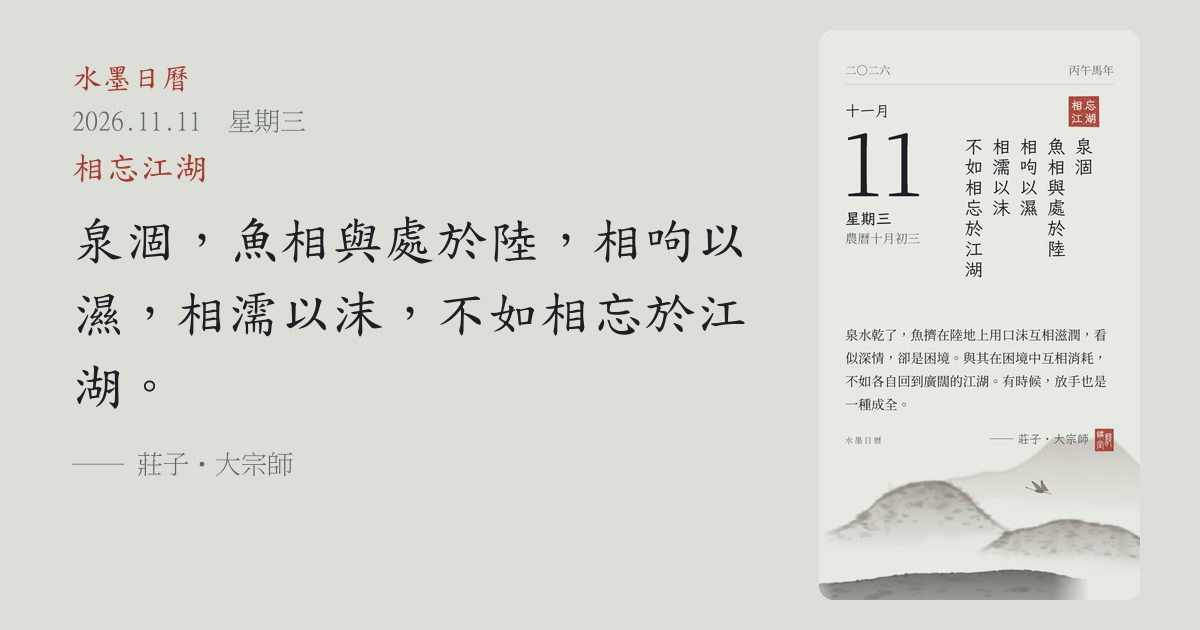 水墨日曆
2026.11.11 星期三
相忘江湖
泉涸，魚相與處於陸，相呴以
濕，相濡以沫，不如相忘於江
湖。
—— 莊子・大宗師
二〇二六
丙午馬年
十一月
11
星期三
農曆十月初三
相忘
江湖
泉涸
魚相與處於陸
相呴以濕
相濡以沫
不如相忘於江湖
泉水乾了，魚擠在陸地上用口沫互相滋潤，看
似深情，卻是困境。與其在困境中互相消耗，
不如各自回到廣闊的江湖。有時候，放手也是
一種成全。
水墨日曆
—— 莊子・大宗師